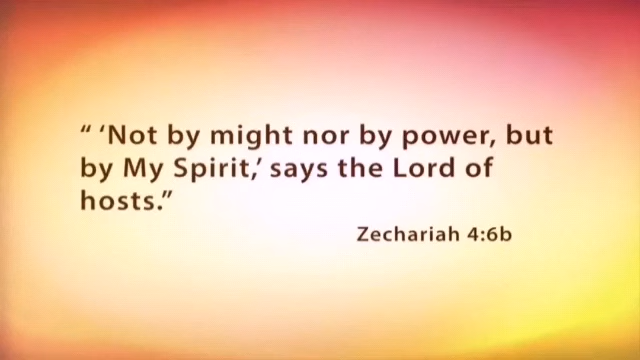 “ ‘Not by might nor by power, but
by My Spirit,’ says the Lord of
hosts.”
Zechariah 4:6b